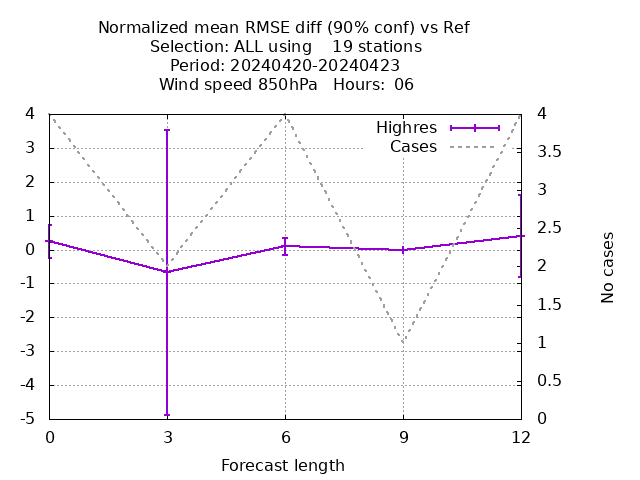 Normalized mean RMSE diff (90% conf) vs Ref
Selection: ALL using    19 stations
Period: 20240420-20240423
Wind speed 850hPa   Hours:  06
Highres
Cases
4
3
2
1
0
-1
-2
-3
-4
-5
4
3.5
3
2.5
2
1.5
1
0.5
0
No cases
0 3 6 9 12
Forecast length